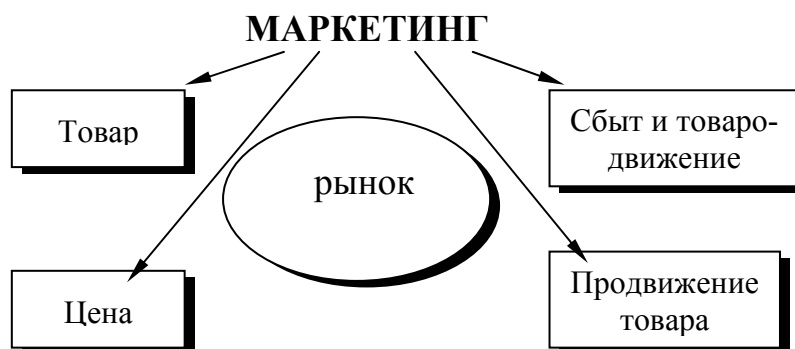 МАРКЕТИНГ
Товар
Сбыт и товаро-
движение
рынок
Цена
Продвижение
товара